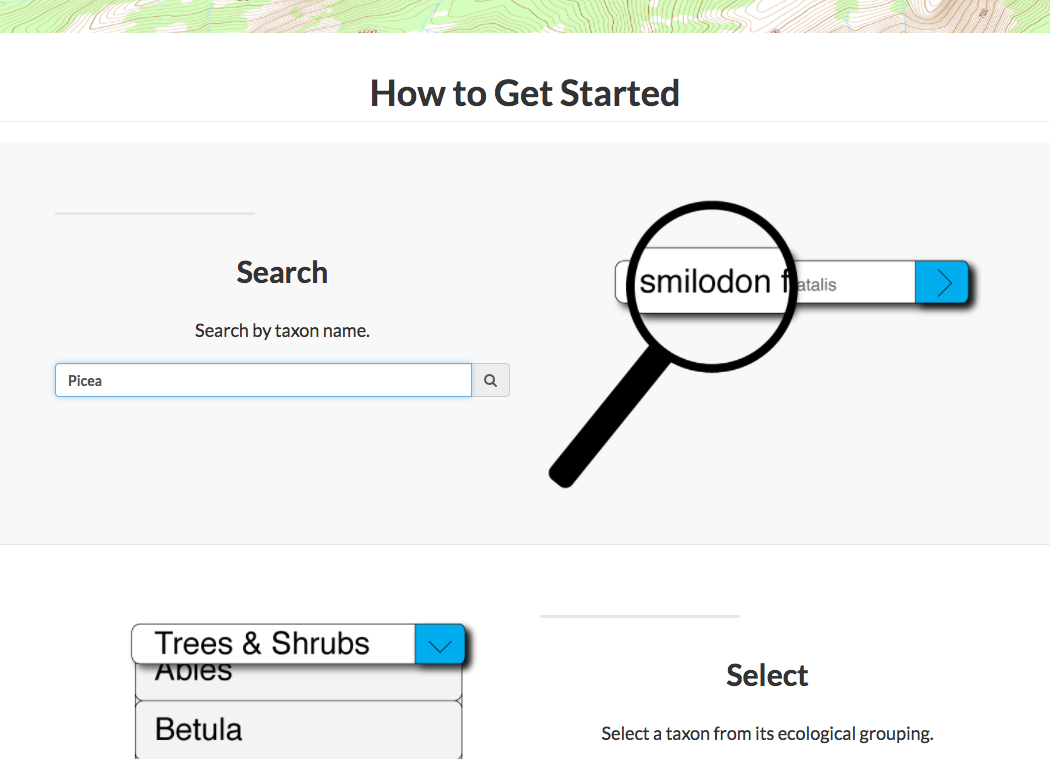 How to Get Started
Search
Search by taxon name.
Picea
smilodon fatalis
Trees & Shrubs
Abies
Betula
Select
Select a taxon from its ecological grouping.